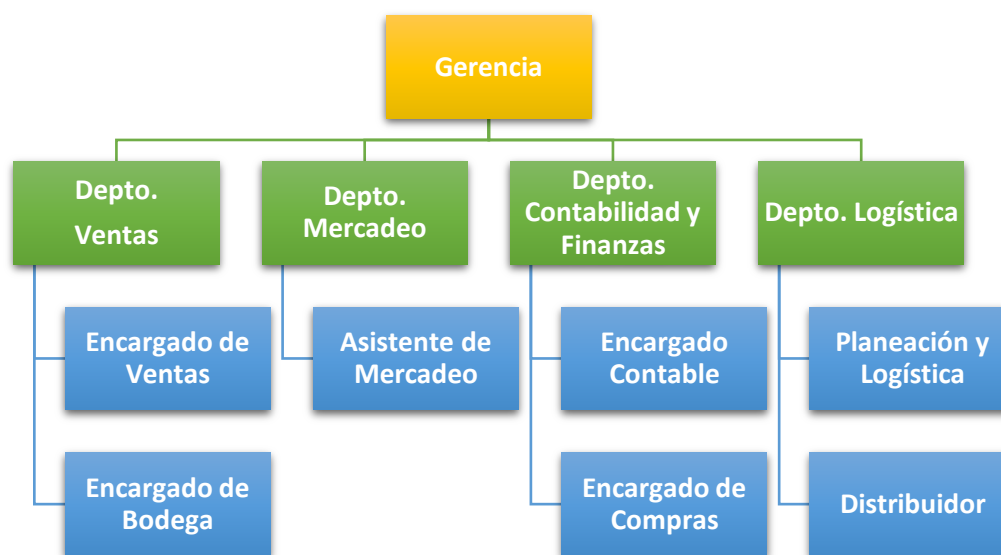 Gerencia
Depto.
Ventas
Depto.
Mercadeo
Depto.
Contabilidad y
Finanzas
Depto. Logística
Encargado de
Ventas
Asistente de
Mercadeo
Encargado
Contable
Planeación y
Logística
Encargado de
Bodega
Encargado de
Compras
Distribuidor